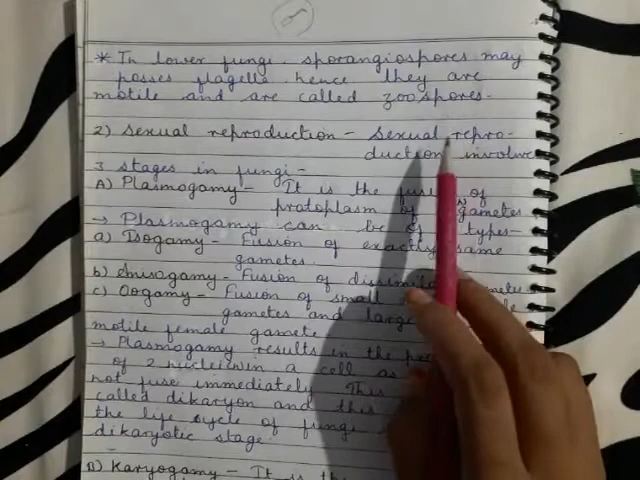 * In lower fungi sporangiospores may
posses flagella hence they are
motile and are called zoospores.
2) Sexual reproduction - Sexual repro-
duction involve
3 stages in fungi -
A) Plasmogamy - It is the of
protoplasm of gametes
→ Plasmogamy can be of types-
a) Isogamy - Fusion of exactly same
gametes.
b) Anisogamy - Fusion of
c) Oogamy - Fusion of small
gametes and
motile female gamete
→ Plasmogamy results in the
of 2 nuclei in a cell as
not fuse immediately. This
called dikaryon and this
the life cycle of fungi
dikaryotic stage.
B) Karyogamy - It is